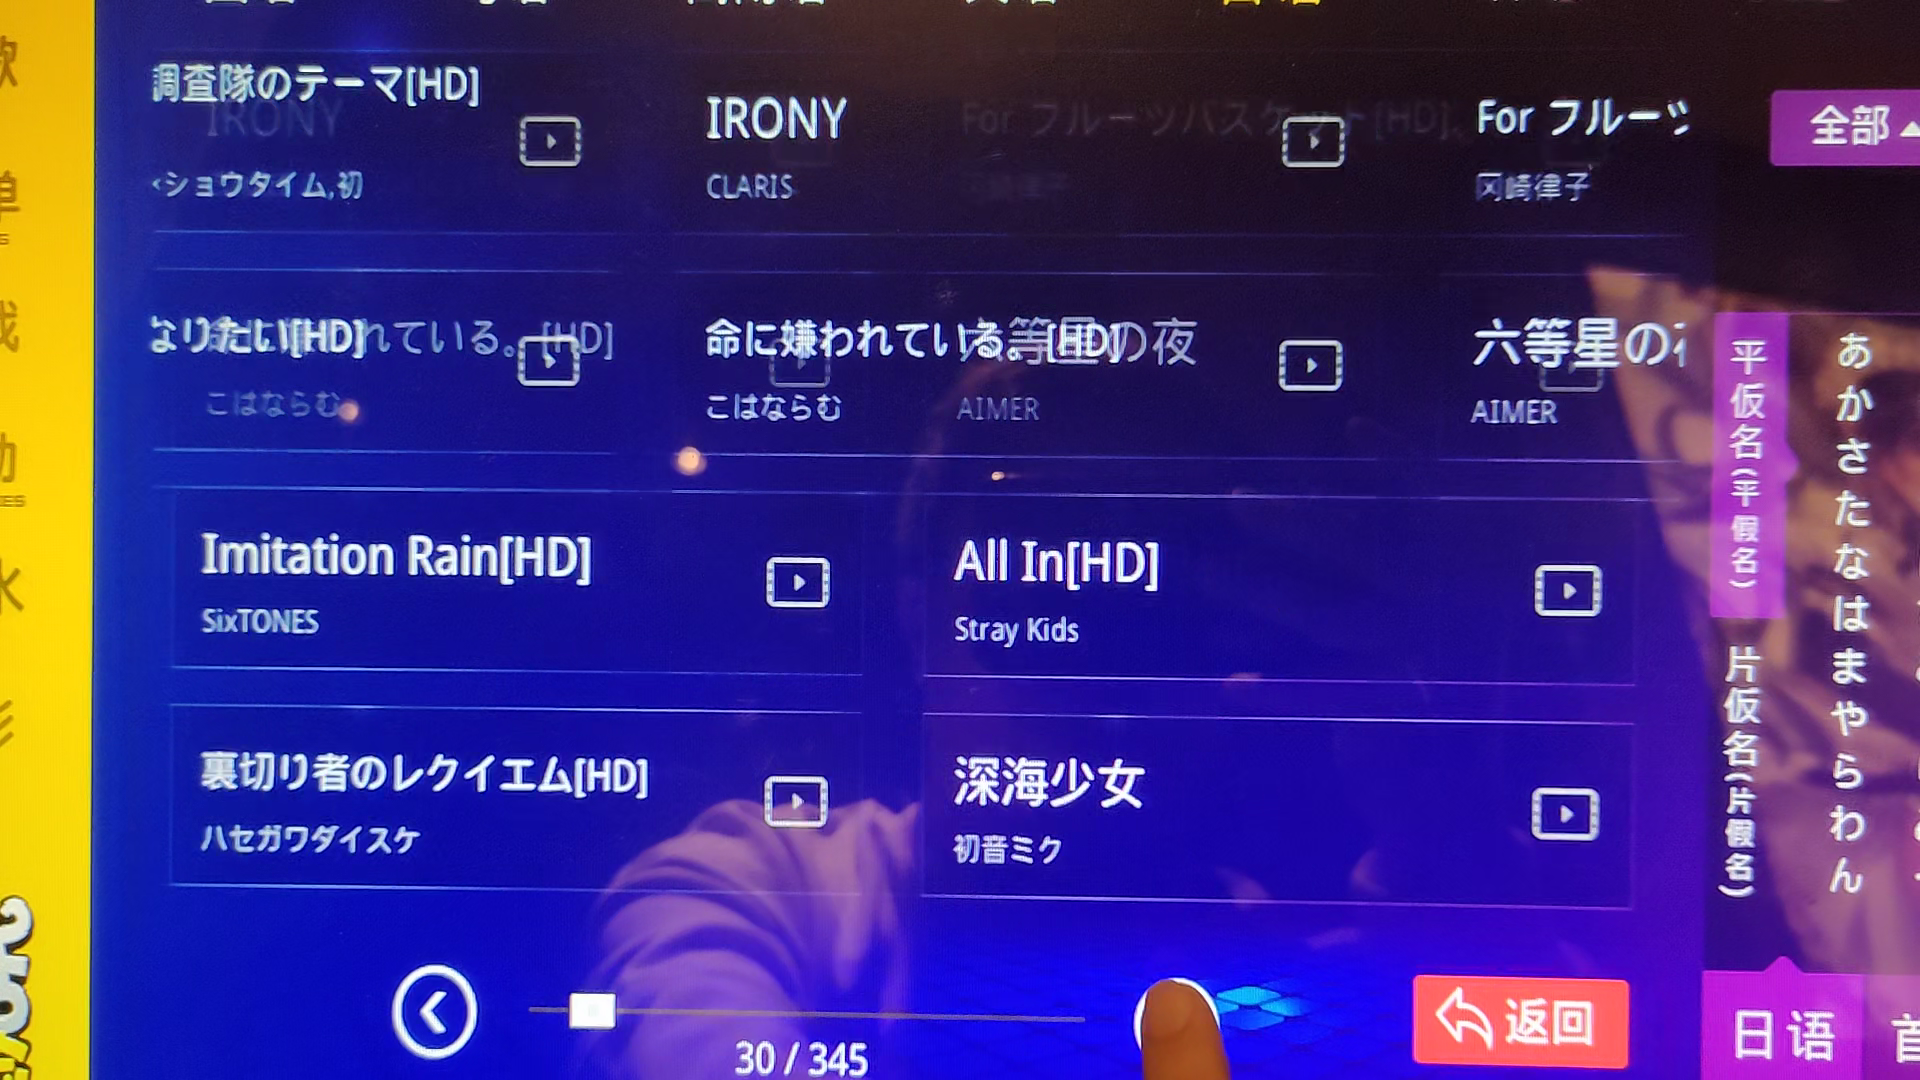 調査隊のテーマ[HD]
<ショウタイム,初
IRONY
CLARIS
For フルーツ
岡崎律子
IRONY
For フルーツバスケット[HD]
全部
なりたい[HD]
れている。[HD]
こはならむ
命に嫌われている。[HD]
こはならむ
六等星の夜
AIMER
六等星の
AIMER
Imitation Rain[HD]
SixTONES
All In[HD]
Stray Kids
裏切り者のレクイエム[HD]
ハセガワダイスケ
深海少女
初音ミク
平仮名(平假名)
片仮名(片假名)
あかさたなはまやらわん
30 / 345
返回
日语